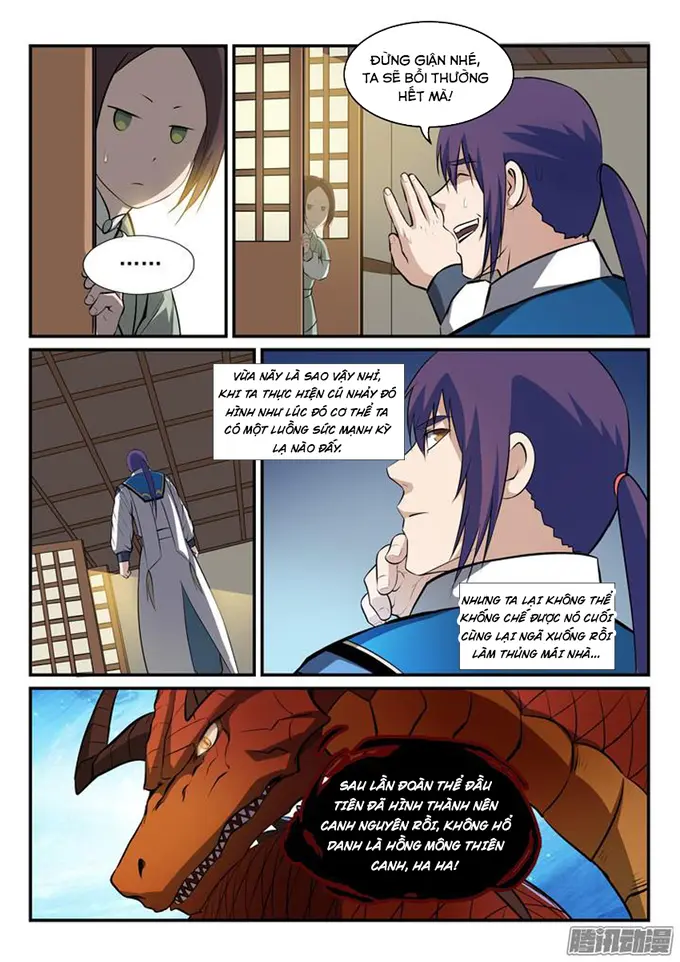 ......
ĐỪNG GIẬN NHÉ,
TA SẼ BỒI THƯỜNG
HẾT MÀ!
VỪA NÃY LÀ SAO VẬY NHỈ,
KHI TA THỰC HIỆN CÚ NHẢY ĐÓ
HÌNH NHƯ LÚC ĐÓ CƠ THỂ TA
CÓ MỘT LUỒNG SỨC MẠNH KỲ
LẠ NÀO ĐẤY.
NHƯNG TA LẠI KHÔNG THỂ
KHỐNG CHẾ ĐƯỢC NÓ CUỐI
CÙNG LẠI NGÃ XUỐNG RỒI
LÀM THỦNG MÁI NHÀ...
SAU LẦN ĐOÀN THỂ ĐẦU
TIÊN ĐÃ HÌNH THÀNH NÊN
CANH NGUYÊN RỒI, KHÔNG HỔ
DANH LÀ HỒNG MÔNG THIÊN
CANH, HA HA!
腾讯动漫